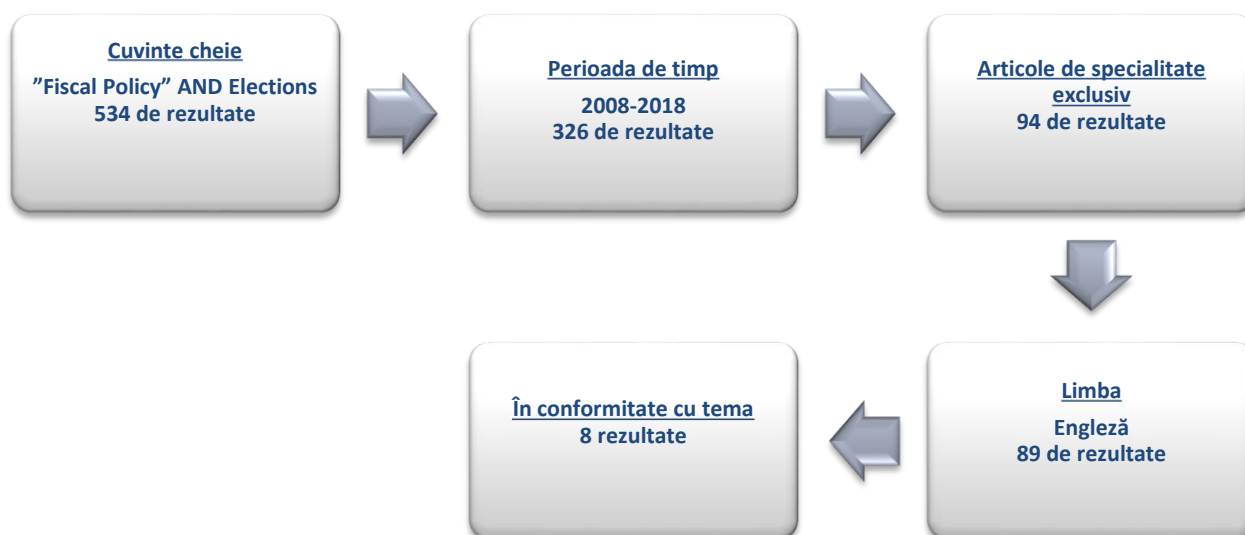 Cuvinte cheie
”Fiscal Policy” AND Elections
534 de rezultate
Perioada de timp
2008-2018
326 de rezultate
Articole de specialitate
exclusiv
94 de rezultate
Limba
Engleză
89 de rezultate
În conformitate cu tema
8 rezultate